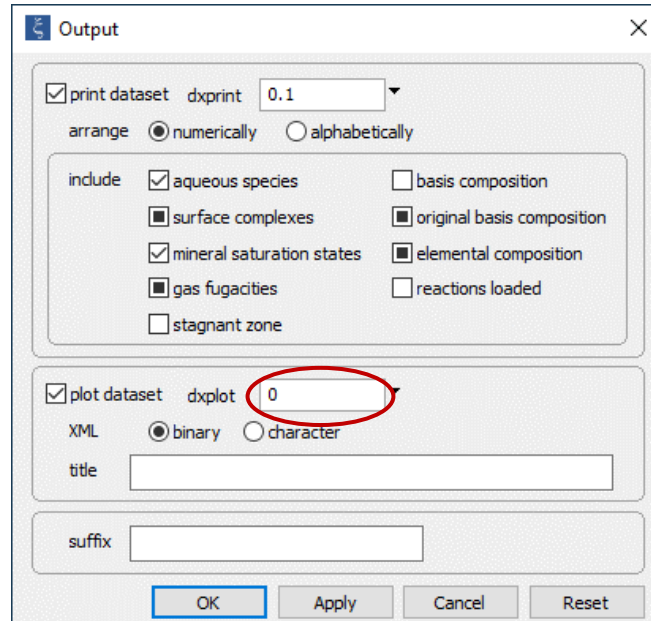 ξ Output
print dataset dxprint 0.1
arrange numerically alphabetically
include aqueous species basis composition
surface complexes original basis composition
mineral saturation states elemental composition
gas fugacities reactions loaded
stagnant zone
plot dataset dxplot 0
XML binary character
title
suffix
OK Apply Cancel Reset